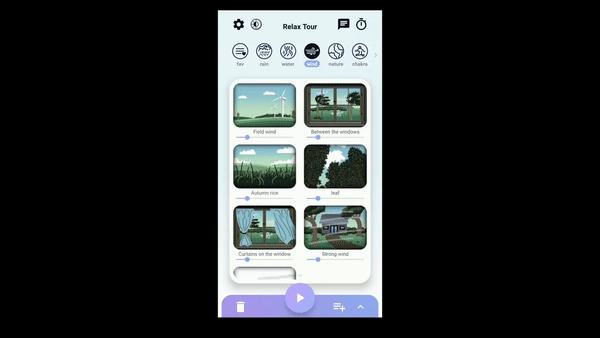 Relax Tour
fav
rain
water
wind
nature
chakra
Field wind
Between the windows
Autumn rice
leaf
Curtains on the window
Strong wind